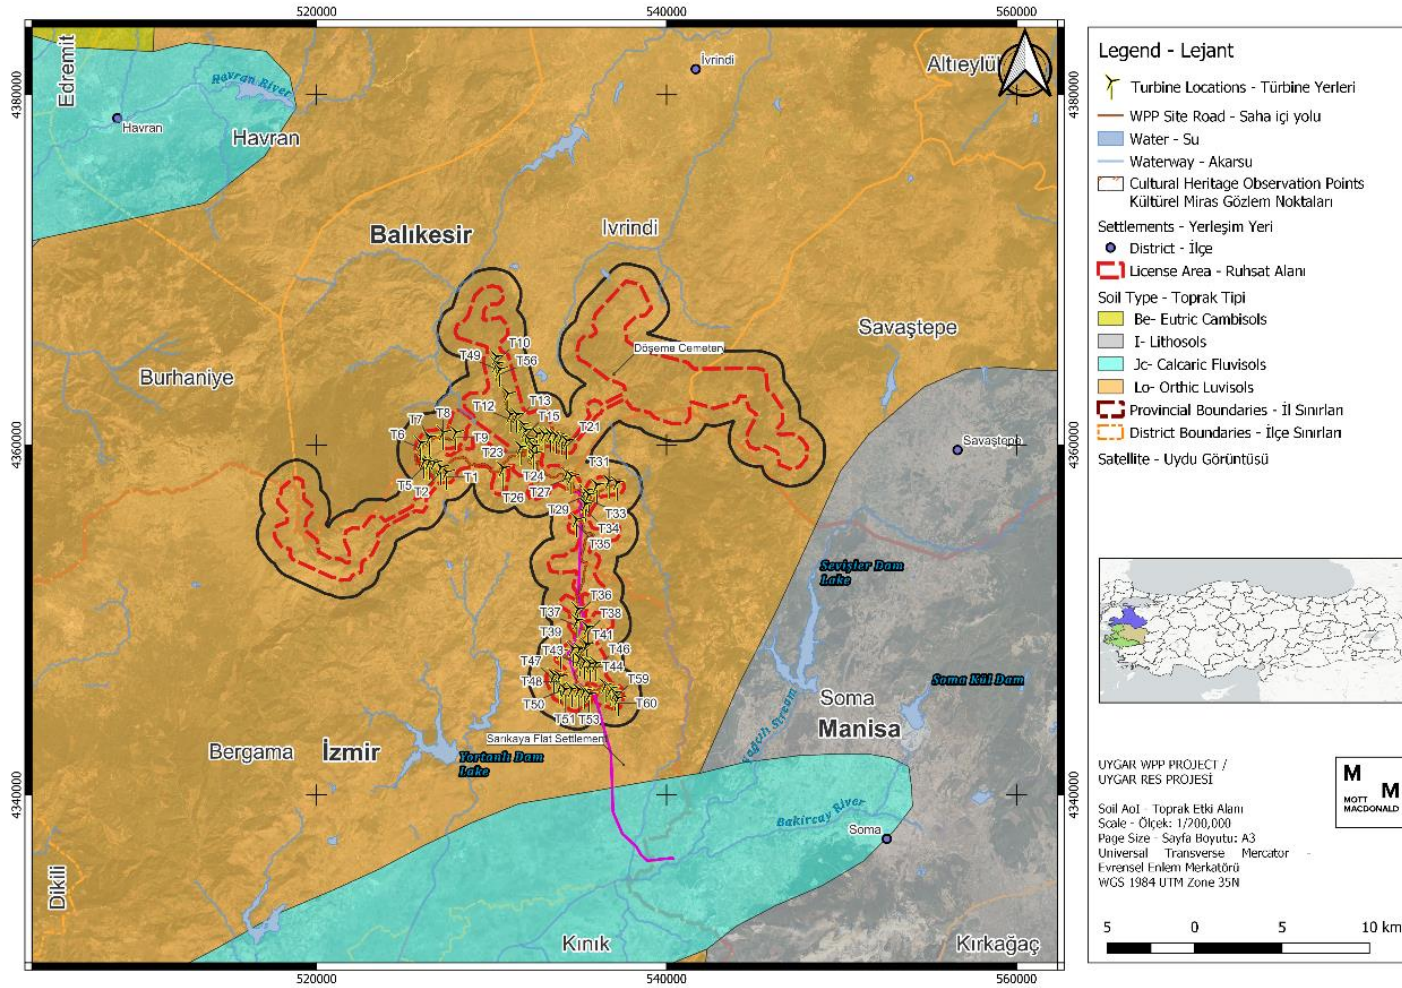 520000
540000
560000
4380000
4380000
Edremit
Havran River
Havran
Havran
İvrindi
Altıeylül
Balıkesir
Ivrindi
Savaştepe
Burhaniye
Döşeme Cemetery
T49
T10
T56
T12
T13
T15
T7
T8
T6
T9
T21
T23
4360000
4360000
Savaştepe
T5
T2
T1
T24
T26
T27
T31
T29
T33
T34
T35
Sevişler Dam
Lake
T36
T37
T38
T39
T41
T43
T46
T47
T44
T48
T59
T50
T60
T51
T53
Soma Kül Dam
Soma
Manisa
Yağcılı Stream
Sarıkaya Flat Settlement
Bergama
İzmir
Yortanlı Dam
Lake
4340000
4340000
Bakırcay River
Soma
Dikili
Kınık
Kırkağaç
520000
540000
560000
Legend - Lejant
Turbine Locations - Türbine Yerleri
WPP Site Road - Saha içi yolu
Water - Su
Waterway - Akarsu
Cultural Heritage Observation Points
Kültürel Miras Gözlem Noktaları
Settlements - Yerleşim Yeri
District - İlçe
License Area - Ruhsat Alanı
Soil Type - Toprak Tipi
Be- Eutric Cambisols
I- Lithosols
Jc- Calcaric Fluvisols
Lo- Orthic Luvisols
Provincial Boundaries - İl Sınırları
District Boundaries - İlçe Sınırları
Satellite - Uydu Görüntüsü
UYGAR WPP PROJECT /
UYGAR RES PROJESİ
Soil AoI - Toprak Etki Alanı
Scale - Ölçek: 1/200,000
Page Size - Sayfa Boyutu: A3
Universal Transverse Mercator -
Evrensel Enlem Merkatörü
WGS 1984 UTM Zone 35N
M
M
MOTT
MACDONALD
5 0 5 10 km